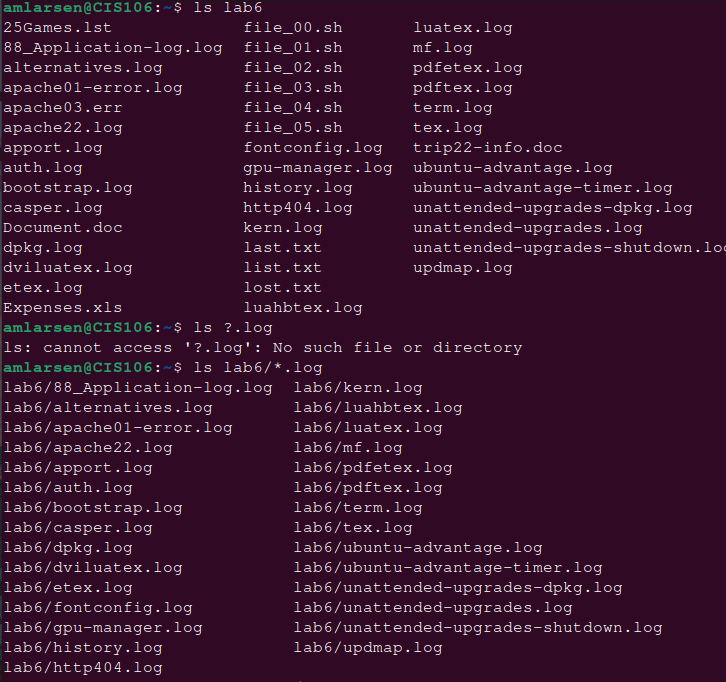 amlarsen@CIS106:~$ ls lab6
25Games.lst file_00.sh luatex.log
88_Application-log.log file_01.sh mf.log
alternatives.log file_02.sh pdfetex.log
apache01-error.log file_03.sh pdftex.log
apache03.err file_04.sh term.log
apache22.log file_05.sh tex.log
apport.log fontconfig.log trip22-info.doc
auth.log gpu-manager.log ubuntu-advantage.log
bootstrap.log history.log ubuntu-advantage-timer.log
casper.log http404.log unattended-upgrades-dpkg.log
Document.doc kern.log unattended-upgrades.log
dpkg.log last.txt unattended-upgrades-shutdown.lo
dviluatex.log list.txt updmap.log
etex.log lost.txt
Expenses.xls luahbtex.log
amlarsen@CIS106:~$ ls ?.log
ls: cannot access '?.log': No such file or directory
amlarsen@CIS106:~$ ls lab6/*.log
lab6/88_Application-log.log lab6/kern.log
lab6/alternatives.log lab6/luahbtex.log
lab6/apache01-error.log lab6/luatex.log
lab6/apache22.log lab6/mf.log
lab6/apport.log lab6/pdfetex.log
lab6/auth.log lab6/pdftex.log
lab6/bootstrap.log lab6/term.log
lab6/casper.log lab6/tex.log
lab6/dpkg.log lab6/ubuntu-advantage.log
lab6/dviluatex.log lab6/ubuntu-advantage-timer.log
lab6/etex.log lab6/unattended-upgrades-dpkg.log
lab6/fontconfig.log lab6/unattended-upgrades.log
lab6/gpu-manager.log lab6/unattended-upgrades-shutdown.log
lab6/history.log lab6/updmap.log
lab6/http404.log